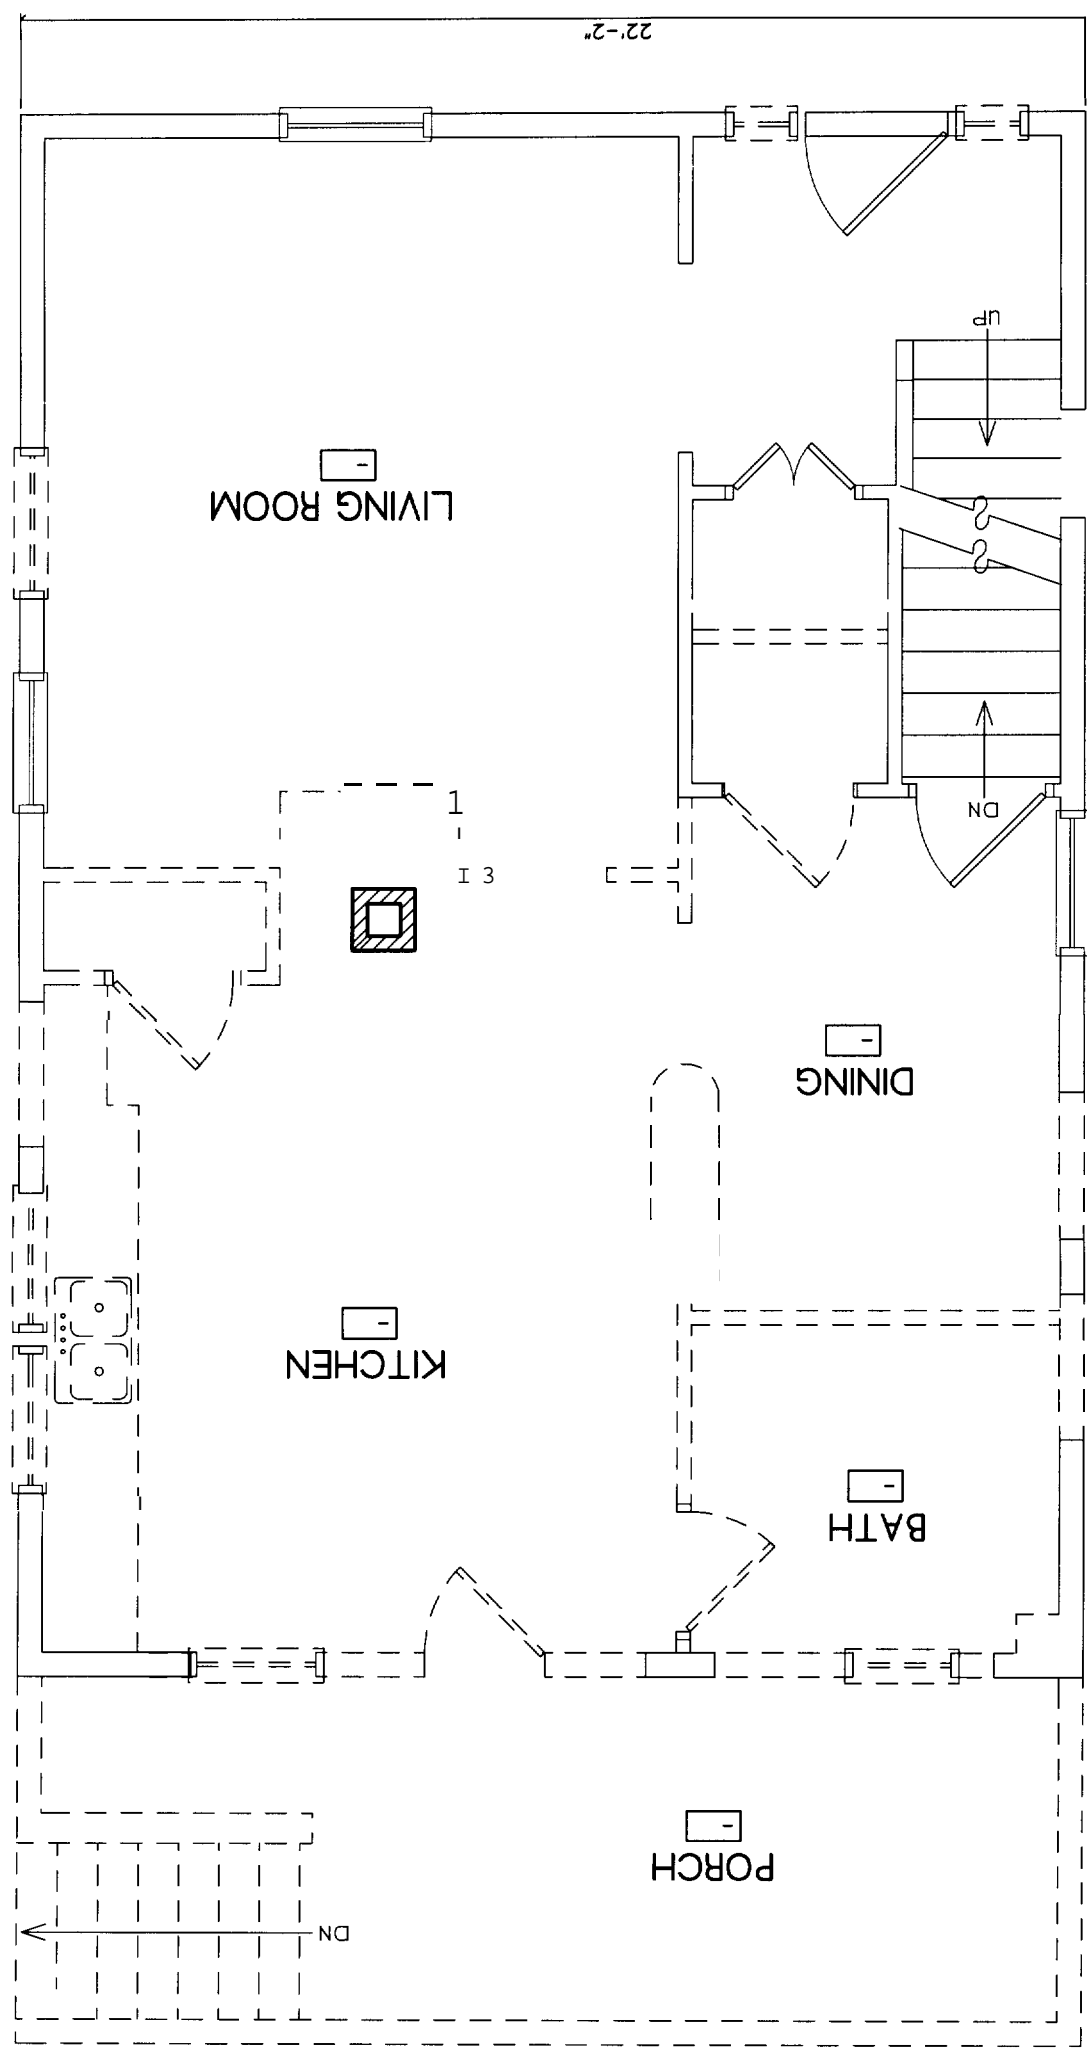 PORCH
DN
BATH
KITCHEN
DINING
I 3
1
DN
LIVING ROOM
UP
22'-2"